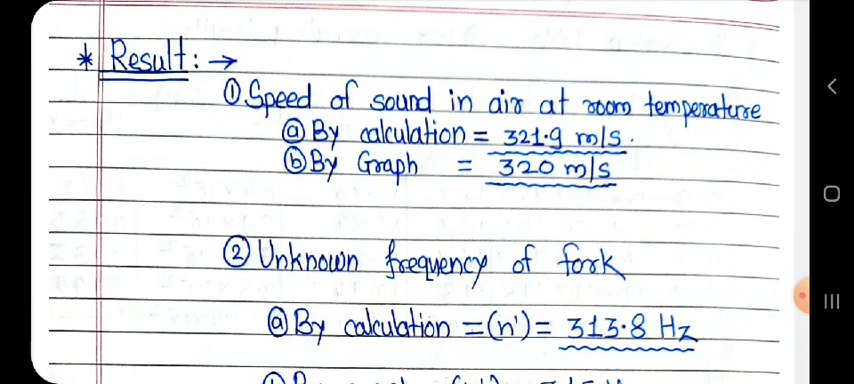 * Result : →
① Speed of sound in air at room temperature
ⓐ By calculation = 321.9 m/s.
ⓑ By Graph = 320 m/s
② Unknown frequency of fork
ⓐ By calculation = (n') = 313.8 Hz